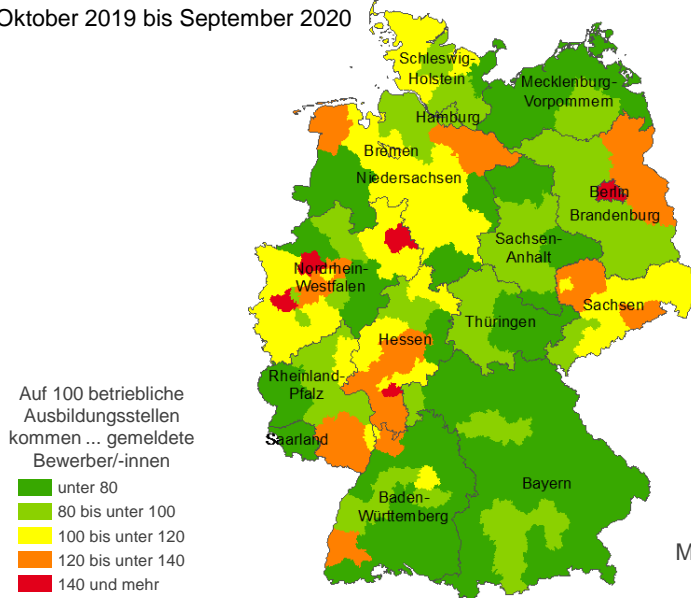 Oktober 2019 bis September 2020
Schleswig-
Holstein
Mecklenburg-
Vorpommern
Hamburg
Bremen
Niedersachsen
Berlin
Brandenburg
Sachsen-
Anhalt
Nordrhein-
Westfalen
Sachsen
Thüringen
Hessen
Rheinland-
Pfalz
Saarland
Bayern
Baden-
Württemberg
Auf 100 betriebliche
Ausbildungsstellen
kommen ... gemeldete
Bewerber/-innen
unter 80
80 bis unter 100
100 bis unter 120
120 bis unter 140
140 und mehr
M